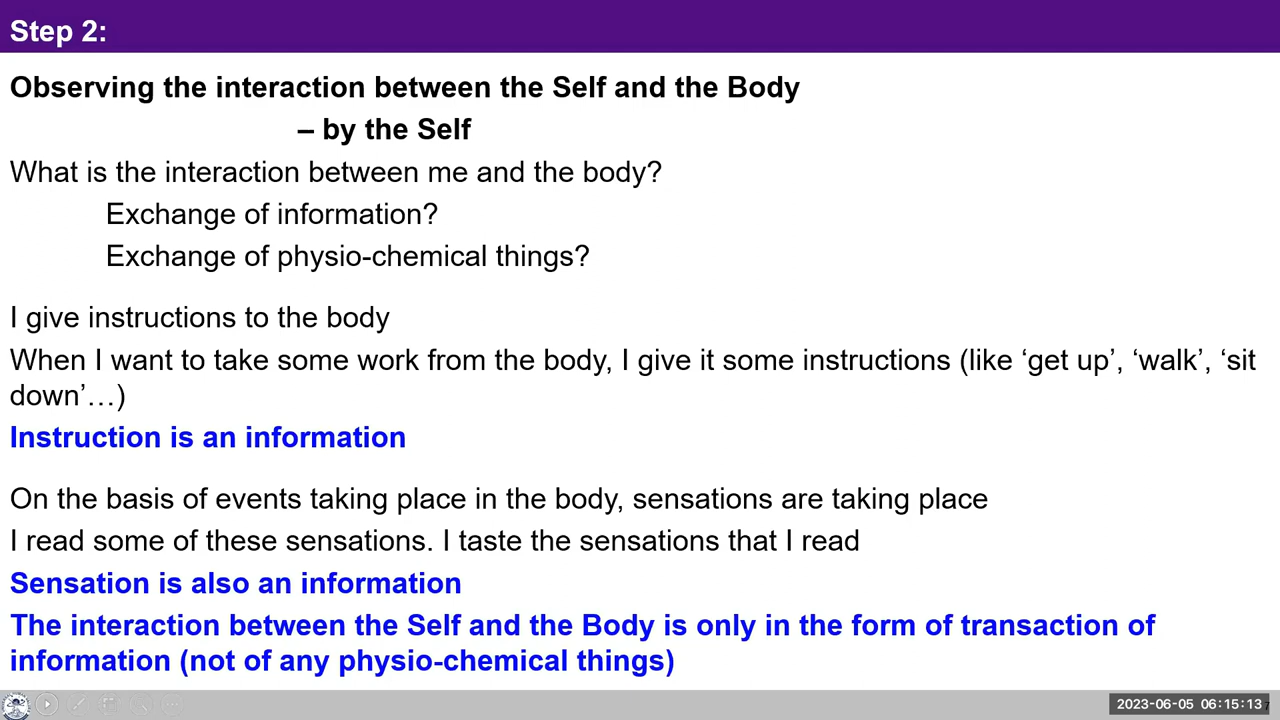 Step 2:
Observing the interaction between the Self and the Body
– by the Self
What is the interaction between me and the body?
Exchange of information?
Exchange of physio-chemical things?
I give instructions to the body
When I want to take some work from the body, I give it some instructions (like ‘get up’, ‘walk’, ‘sit
down’…)
Instruction is an information
On the basis of events taking place in the body, sensations are taking place
I read some of these sensations. I taste the sensations that I read
Sensation is also an information
The interaction between the Self and the Body is only in the form of transaction of
information (not of any physio-chemical things)
2023-06-05 06:15:13
7